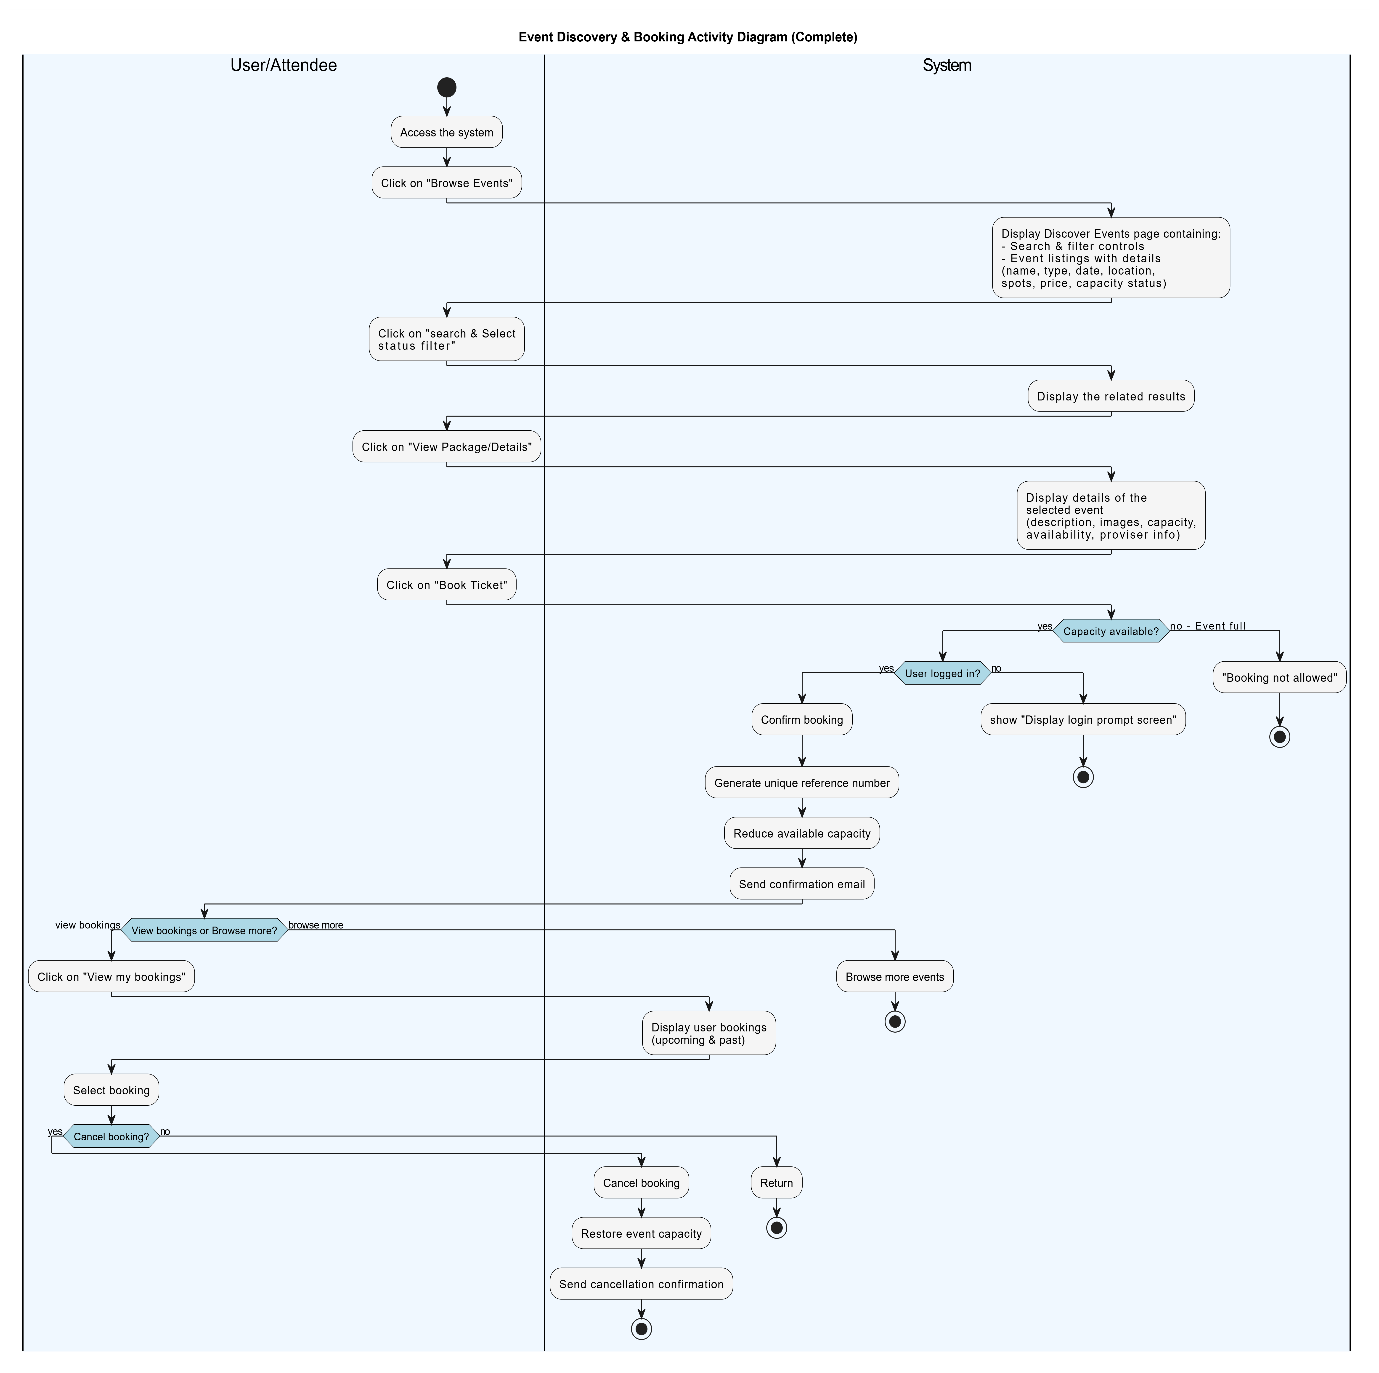 Event Discovery & Booking Activity Diagram (Complete)
User/Attendee
System
Access the system
Click on "Browse Events"
Display Discover Events page containing:
- Search & filter controls
- Event listings with details
(name, type, date, location,
spots, price, capacity status)
Click on "search & Select
status filter"
Display the related results
Click on "View Package/Details"
Display details of the
selected event
(description, images, capacity,
availability, proviser info)
Click on "Book Ticket"
yes
Capacity available?
no - Event full
yes
User logged in?
no
"Booking not allowed"
Confirm booking
show "Display login prompt screen"
Generate unique reference number
Reduce available capacity
Send confirmation email
view bookings
View bookings or Browse more?
browse more
Click on "View my bookings"
Browse more events
Display user bookings
(upcoming & past)
Select booking
yes
Cancel booking?
no
Cancel booking
Return
Restore event capacity
Send cancellation confirmation